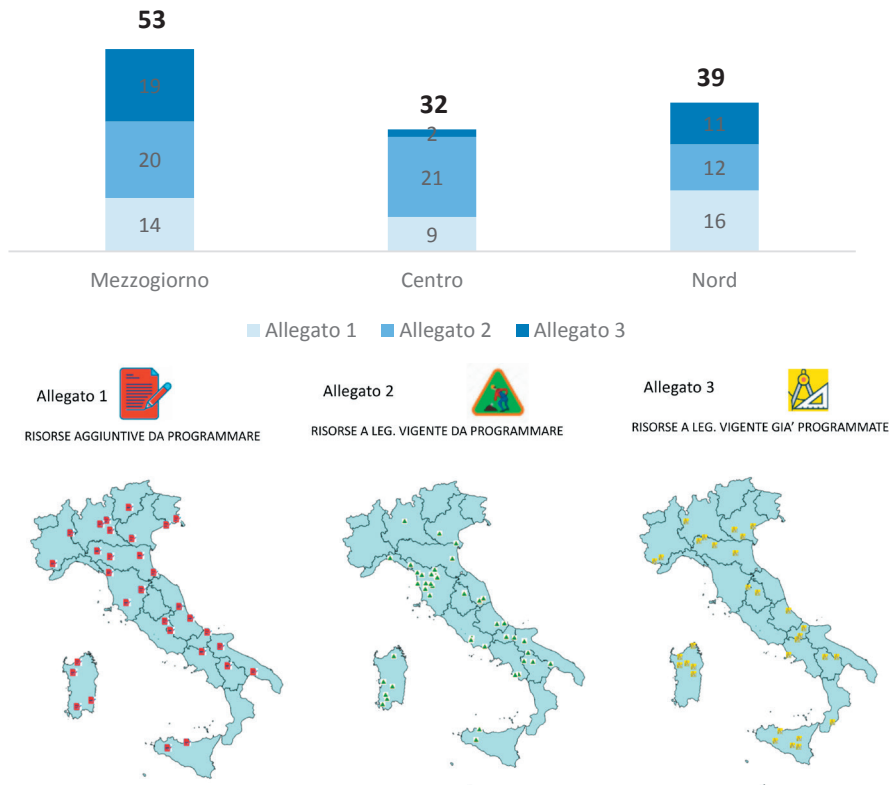 53
32
39
19
2
11
20
21
12
14
9
16
Mezzogiorno
Centro
Nord
Allegato 1 Allegato 2 Allegato 3
Allegato 1
RISORSE AGGIUNTIVE DA PROGRAMMARE
Allegato 2
RISORSE A LEG. VIGENTE DA PROGRAMMARE
Allegato 3
RISORSE A LEG. VIGENTE GIA’ PROGRAMMATE